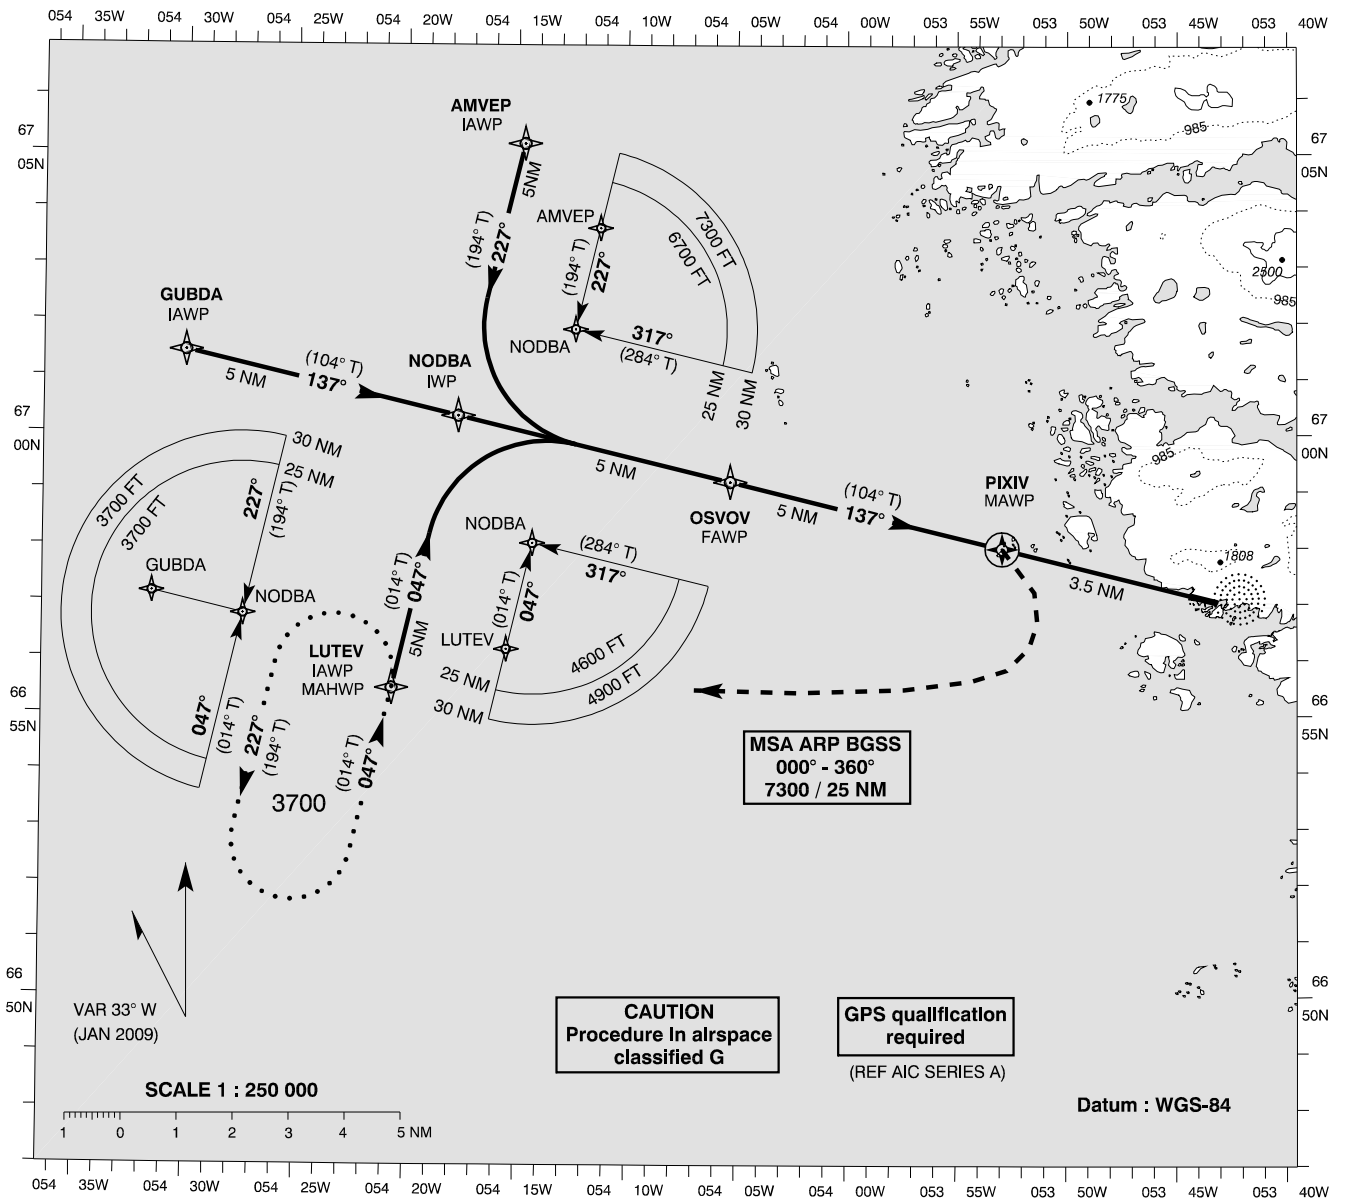 054 35W 054 30W 054 25W 054 20W 054 15W 054 10W 054 05W 054 00W 053 55W 053 50W 053 45W 053 40W
67
05N
67
00N
66
55N
66
50N
67
05N
67
00N
66
55N
66
50N
AMVEP
IAWP
5NM
(194° T)
227°
GUBDA
IAWP
(104° T)
137°
5 NM
NODBA
IWP
AMVEP
(194° T)
227°
NODBA
317°
(284° T)
7300 FT
6700 FT
25 NM
30 NM
1775
985
2500
985
985
1808
30 NM
25 NM
3700 FT
3700 FT
227°
(194° T)
GUBDA
NODBA
047°
(014° T)
5 NM
OSVOV
FAWP
5 NM
(104° T)
137°
PIXIV
MAWP
3.5 NM
NODBA
(284° T)
317°
(014° T)
047°
LUTEV
25 NM
30 NM
4600 FT
4900 FT
(014° T)
047°
5NM
LUTEV
IAWP
MAHWP
227°
(194° T)
(014° T)
047°
3700
MSA ARP BGSS
000° - 360°
7300 / 25 NM
VAR 33° W
(JAN 2009)
CAUTION
Procedure in airspace
classified G
GPS qualification
required
(REF AIC SERIES A)
SCALE 1 : 250 000
1 0 1 2 3 4 5 NM
Datum : WGS-84
054 35W 054 30W 054 25W 054 20W 054 15W 054 10W 054 05W 054 00W 053 55W 053 50W 053 45W 053 40W